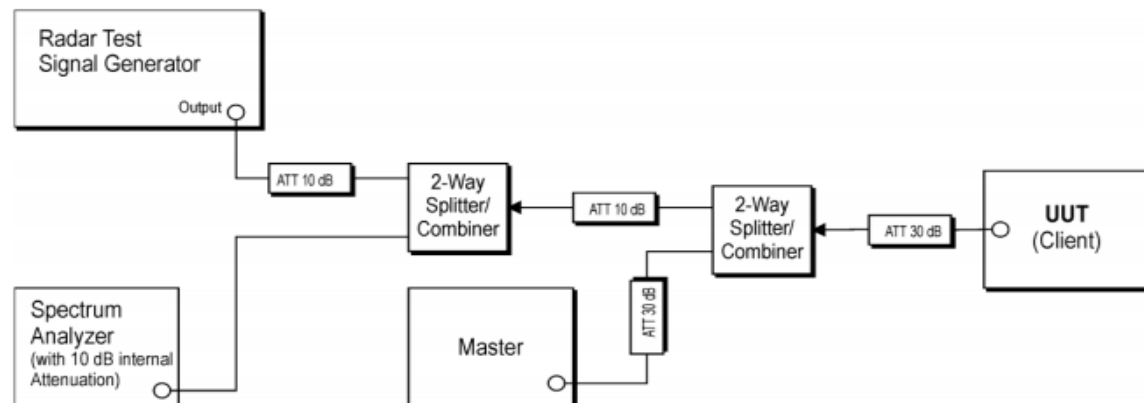 Radar Test
Signal Generator
Output
ATT 10 dB
2-Way
Splitter/
Combiner
ATT 10 dB
2-Way
Splitter/
Combiner
ATT 30 dB
UUT
(Client)
ATT 30 dB
Spectrum
Analyzer
(with 10 dB internal
Attenuation)
Master